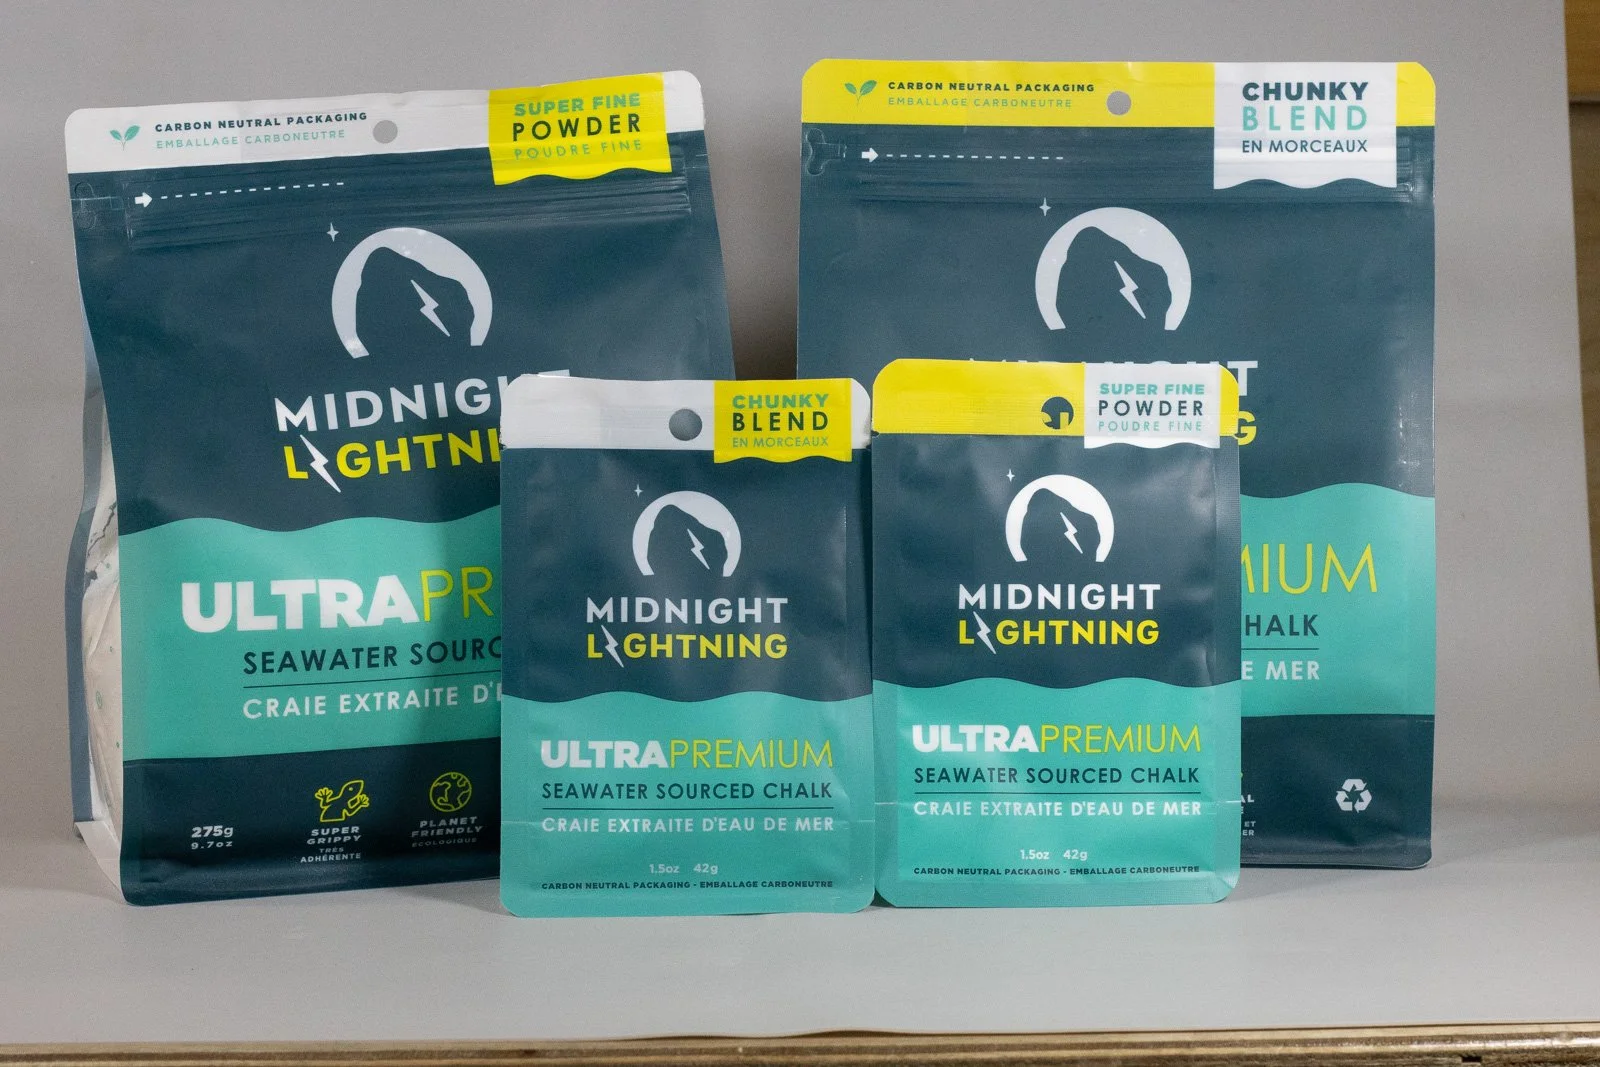 CARBON NEUTRAL PACKAGING
EMBALLAGE CARBONEUTRE
SUPER FINE
POWDER
POUDRE FINE
MIDNIGH
LIGHTNI
ULTRAPR
SEAWATER SOURC
CRAIE EXTRAITE D'
275g
9.7oz
SUPER
GRIPPY
TRÈS
ADHÉRENTE
PLANET
FRIENDLY
ÉCOLOGIQUE
CARBON NEUTRAL PACKAGING
EMBALLAGE CARBONEUTRE
CHUNKY
BLEND
EN MORCEAUX
G
MIUM
HALK
E MER
CHUNKY
BLEND
EN MORCEAUX
MIDNIGHT
LIGHTNING
ULTRAPREMIUM
SEAWATER SOURCED CHALK
CRAIE EXTRAITE D'EAU DE MER
1.5oz 42g
CARBON NEUTRAL PACKAGING - EMBALLAGE CARBONEUTRE
SUPER FINE
POWDER
POUDRE FINE
MIDNIGHT
LIGHTNING
ULTRAPREMIUM
SEAWATER SOURCED CHALK
CRAIE EXTRAITE D'EAU DE MER
1.5oz 42g
CARBON NEUTRAL PACKAGING - EMBALLAGE CARBONEUTRE